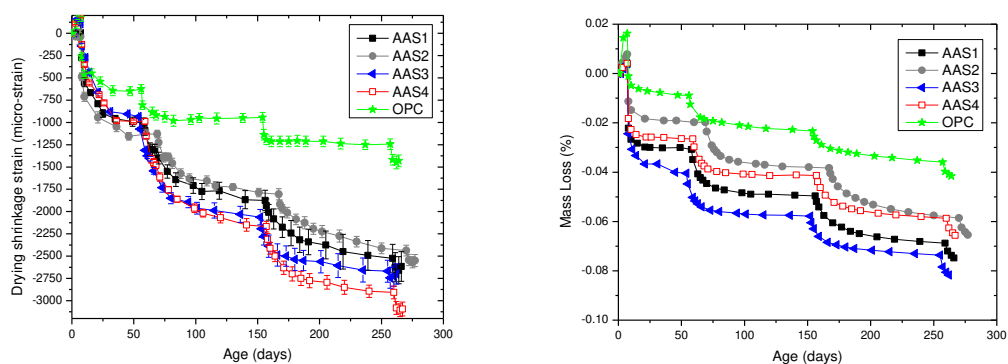 0
-250
-500
-750
-1000
-1250
-1500
-1750
-2000
-2250
-2500
-2750
-3000
Drying shrinkage strain (micro-strain)
0 50 100 150 200 250 300
Age (days)
AAS1
AAS2
AAS3
AAS4
OPC
0.02
0.00
-0.02
-0.04
-0.06
-0.08
-0.10
Mass Loss (%)
0 50 100 150 200 250 300
Age (days)
AAS1
AAS2
AAS3
AAS4
OPC